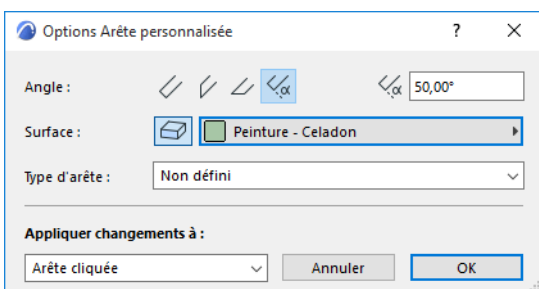 Options Arête personnalisée ? X
Angle : α α 50,00°
Surface : Peinture - Celadon
Type d'arête : Non défini
Appliquer changements à :
Arête cliquée Annuler OK